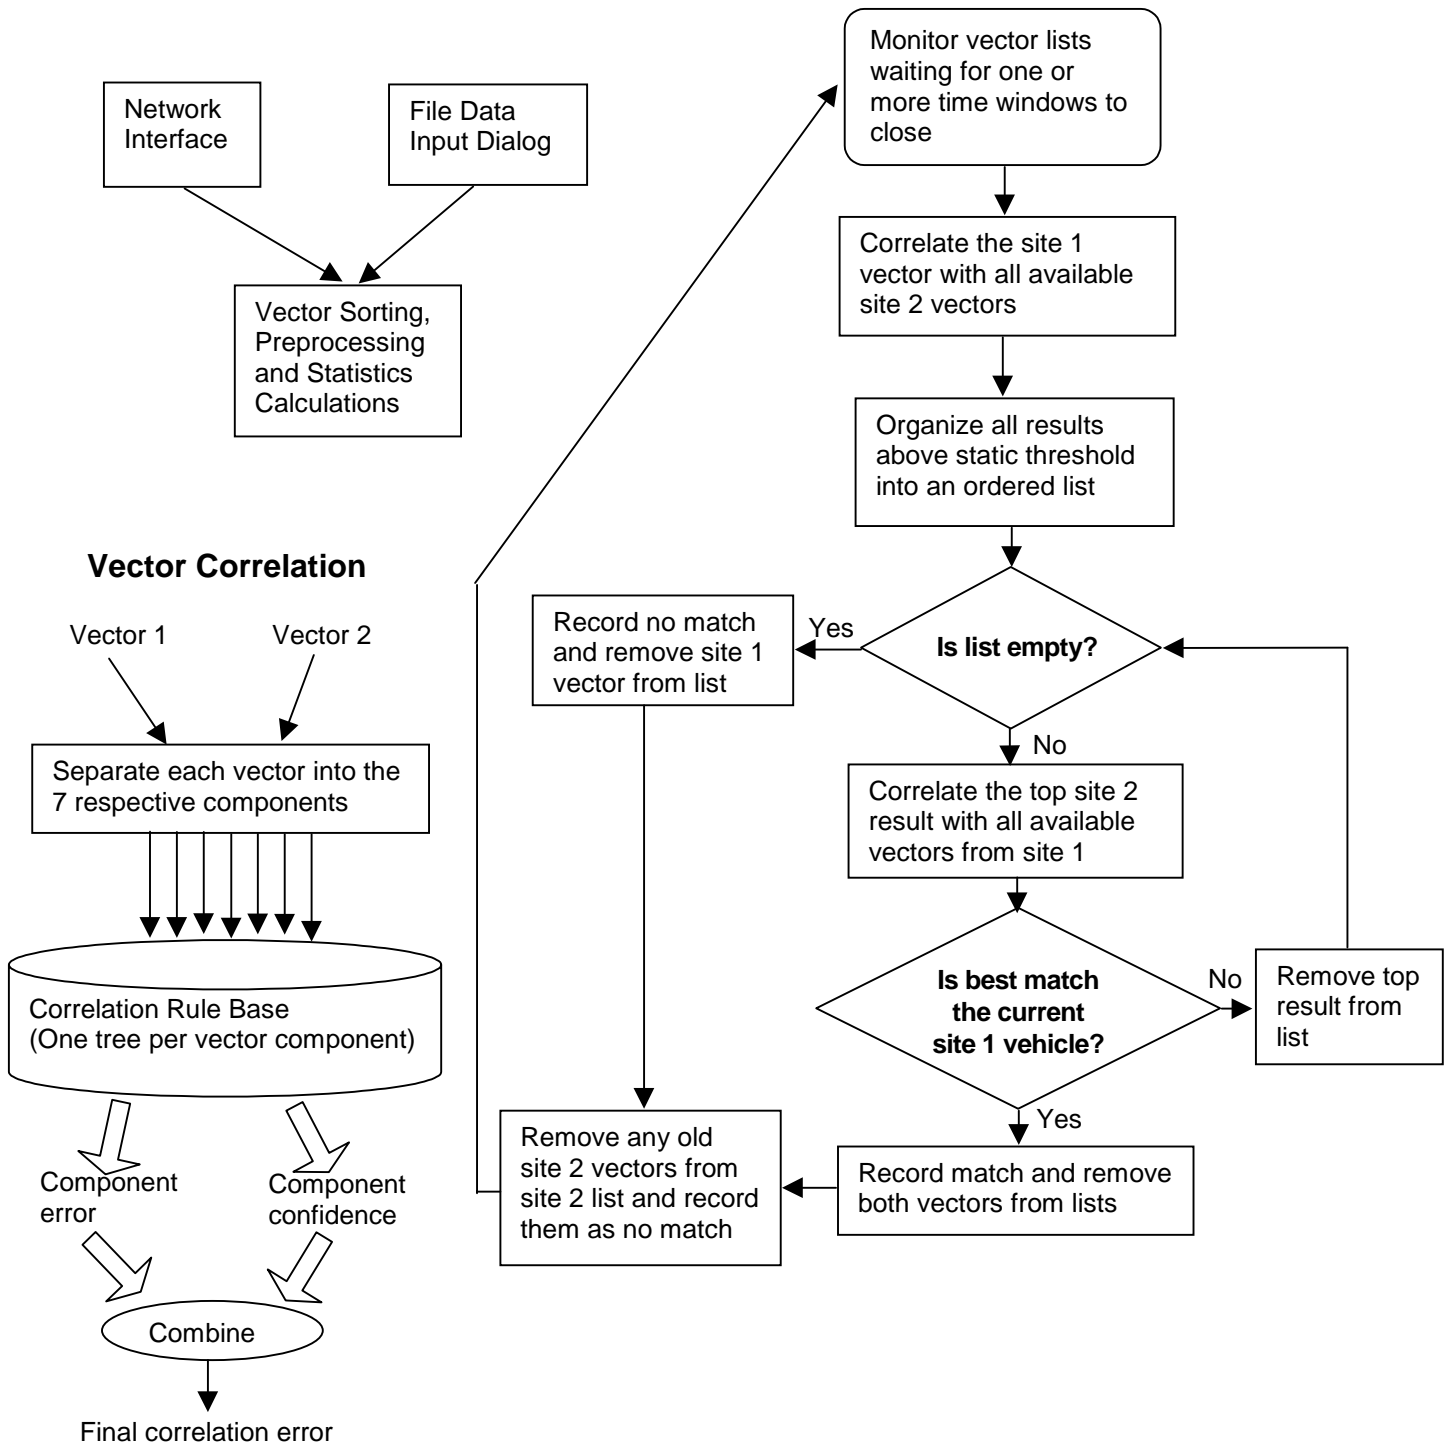 Network
Interface
File Data
Input Dialog
Vector Sorting,
Preprocessing
and Statistics
Calculations
Vector Correlation
Vector 1
Vector 2
Separate each vector into the
7 respective components
Correlation Rule Base
(One tree per vector component)
Component
error
Component
confidence
Combine
Final correlation error
Monitor vector lists
waiting for one or
more time windows to
close
Correlate the site 1
vector with all available
site 2 vectors
Organize all results
above static threshold
into an ordered list
Is list empty?
Yes
Record no match
and remove site 1
vector from list
No
Correlate the top site 2
result with all available
vectors from site 1
Is best match
the current
site 1 vehicle?
No
Remove top
result from
list
Yes
Record match and remove
both vectors from lists
Remove any old
site 2 vectors from
site 2 list and record
them as no match